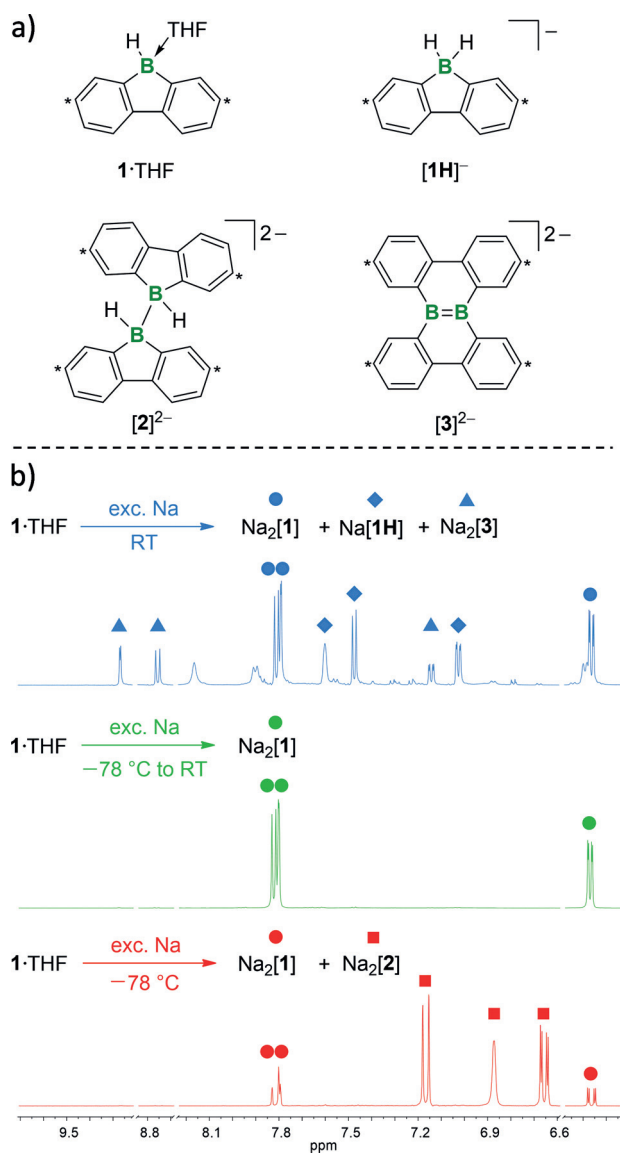 a)
THF
H
B
* *
1·THF
H H
B
−
* *
[1H]−
2−
* *
B
H H
B
* *
[2]2−
2−
* *
B=B
* *
[3]2−
b)
1·THF exc. Na RT Na2[1] + Na[1H] + Na2[3]
1·THF exc. Na −78 °C to RT Na2[1]
1·THF exc. Na −78 °C Na2[1] + Na2[2]
9.5 8.8 8.1 7.8 7.5 7.2 6.9 6.6
ppm